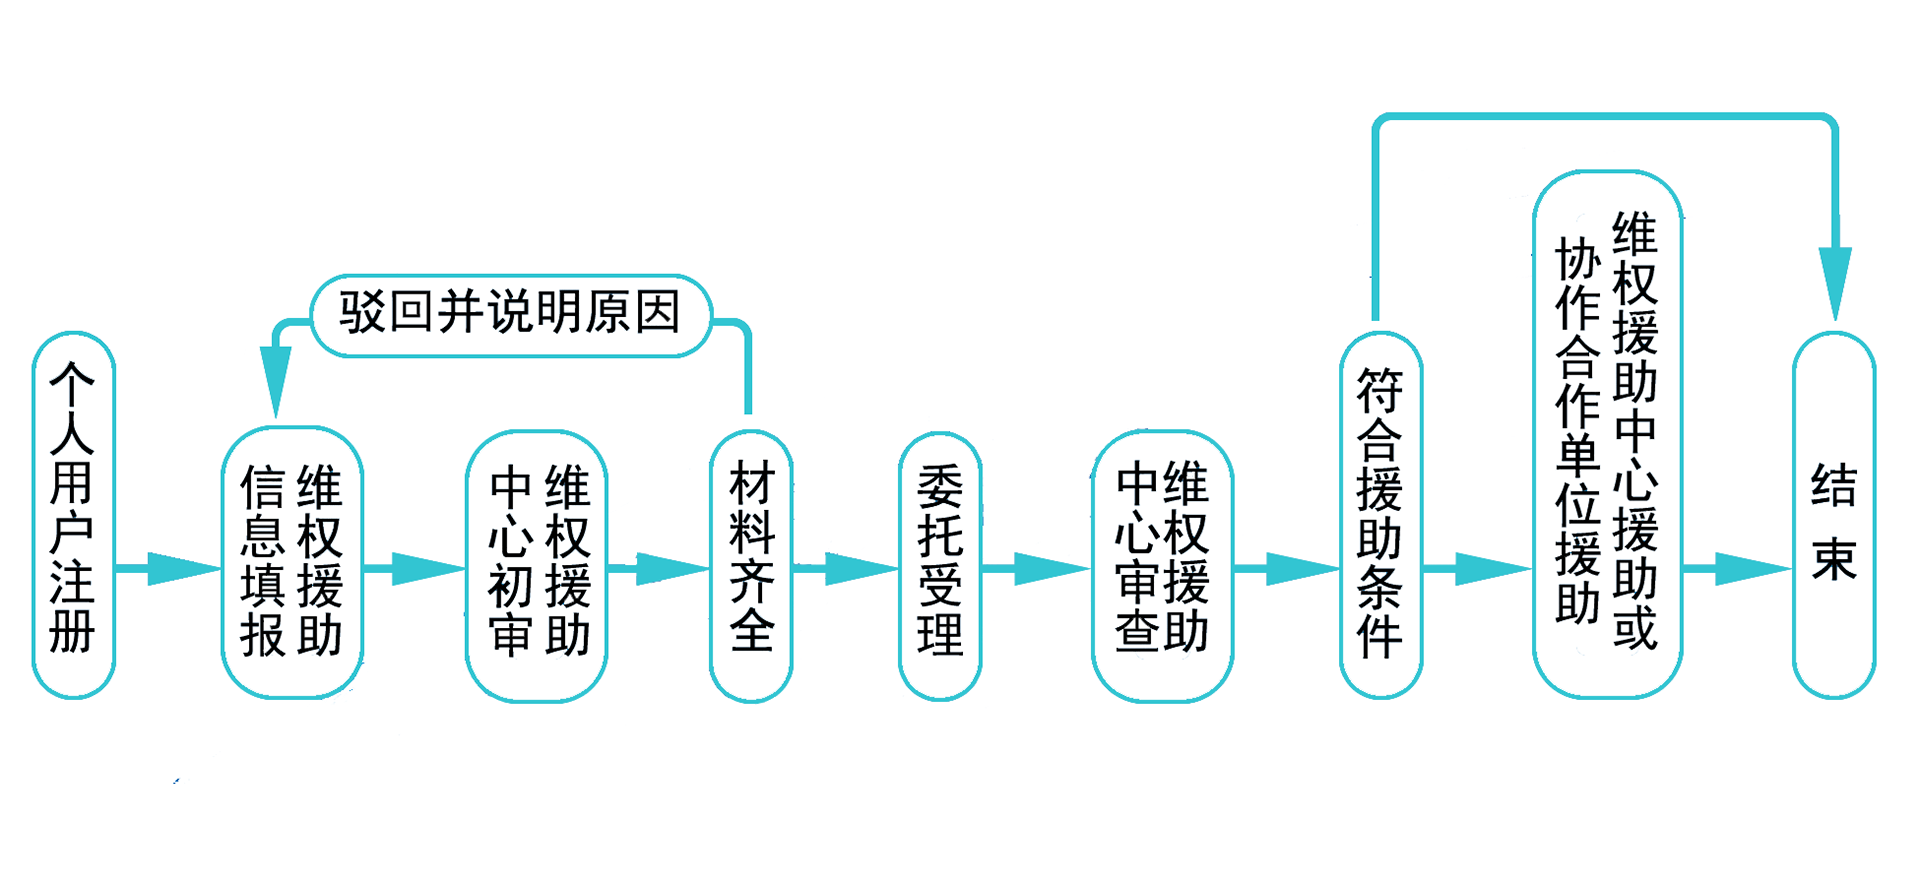 个人用户注册
维权援助
信息填报
驳回并说明原因
维权援助
中心初审
材料齐全
委托受理
维权援助
中心审查
符合援助条件
维权援助中心援助或
协作合作单位援助
结束